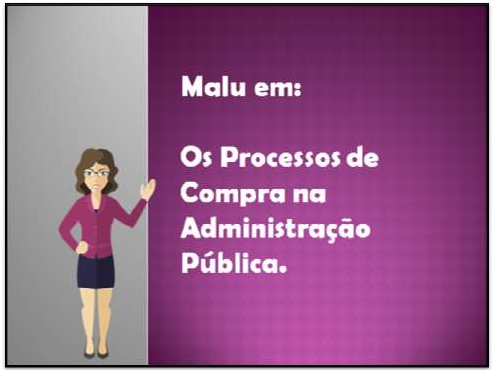 Malu em:
Os Processos de
Compra na
Administração
Pública.